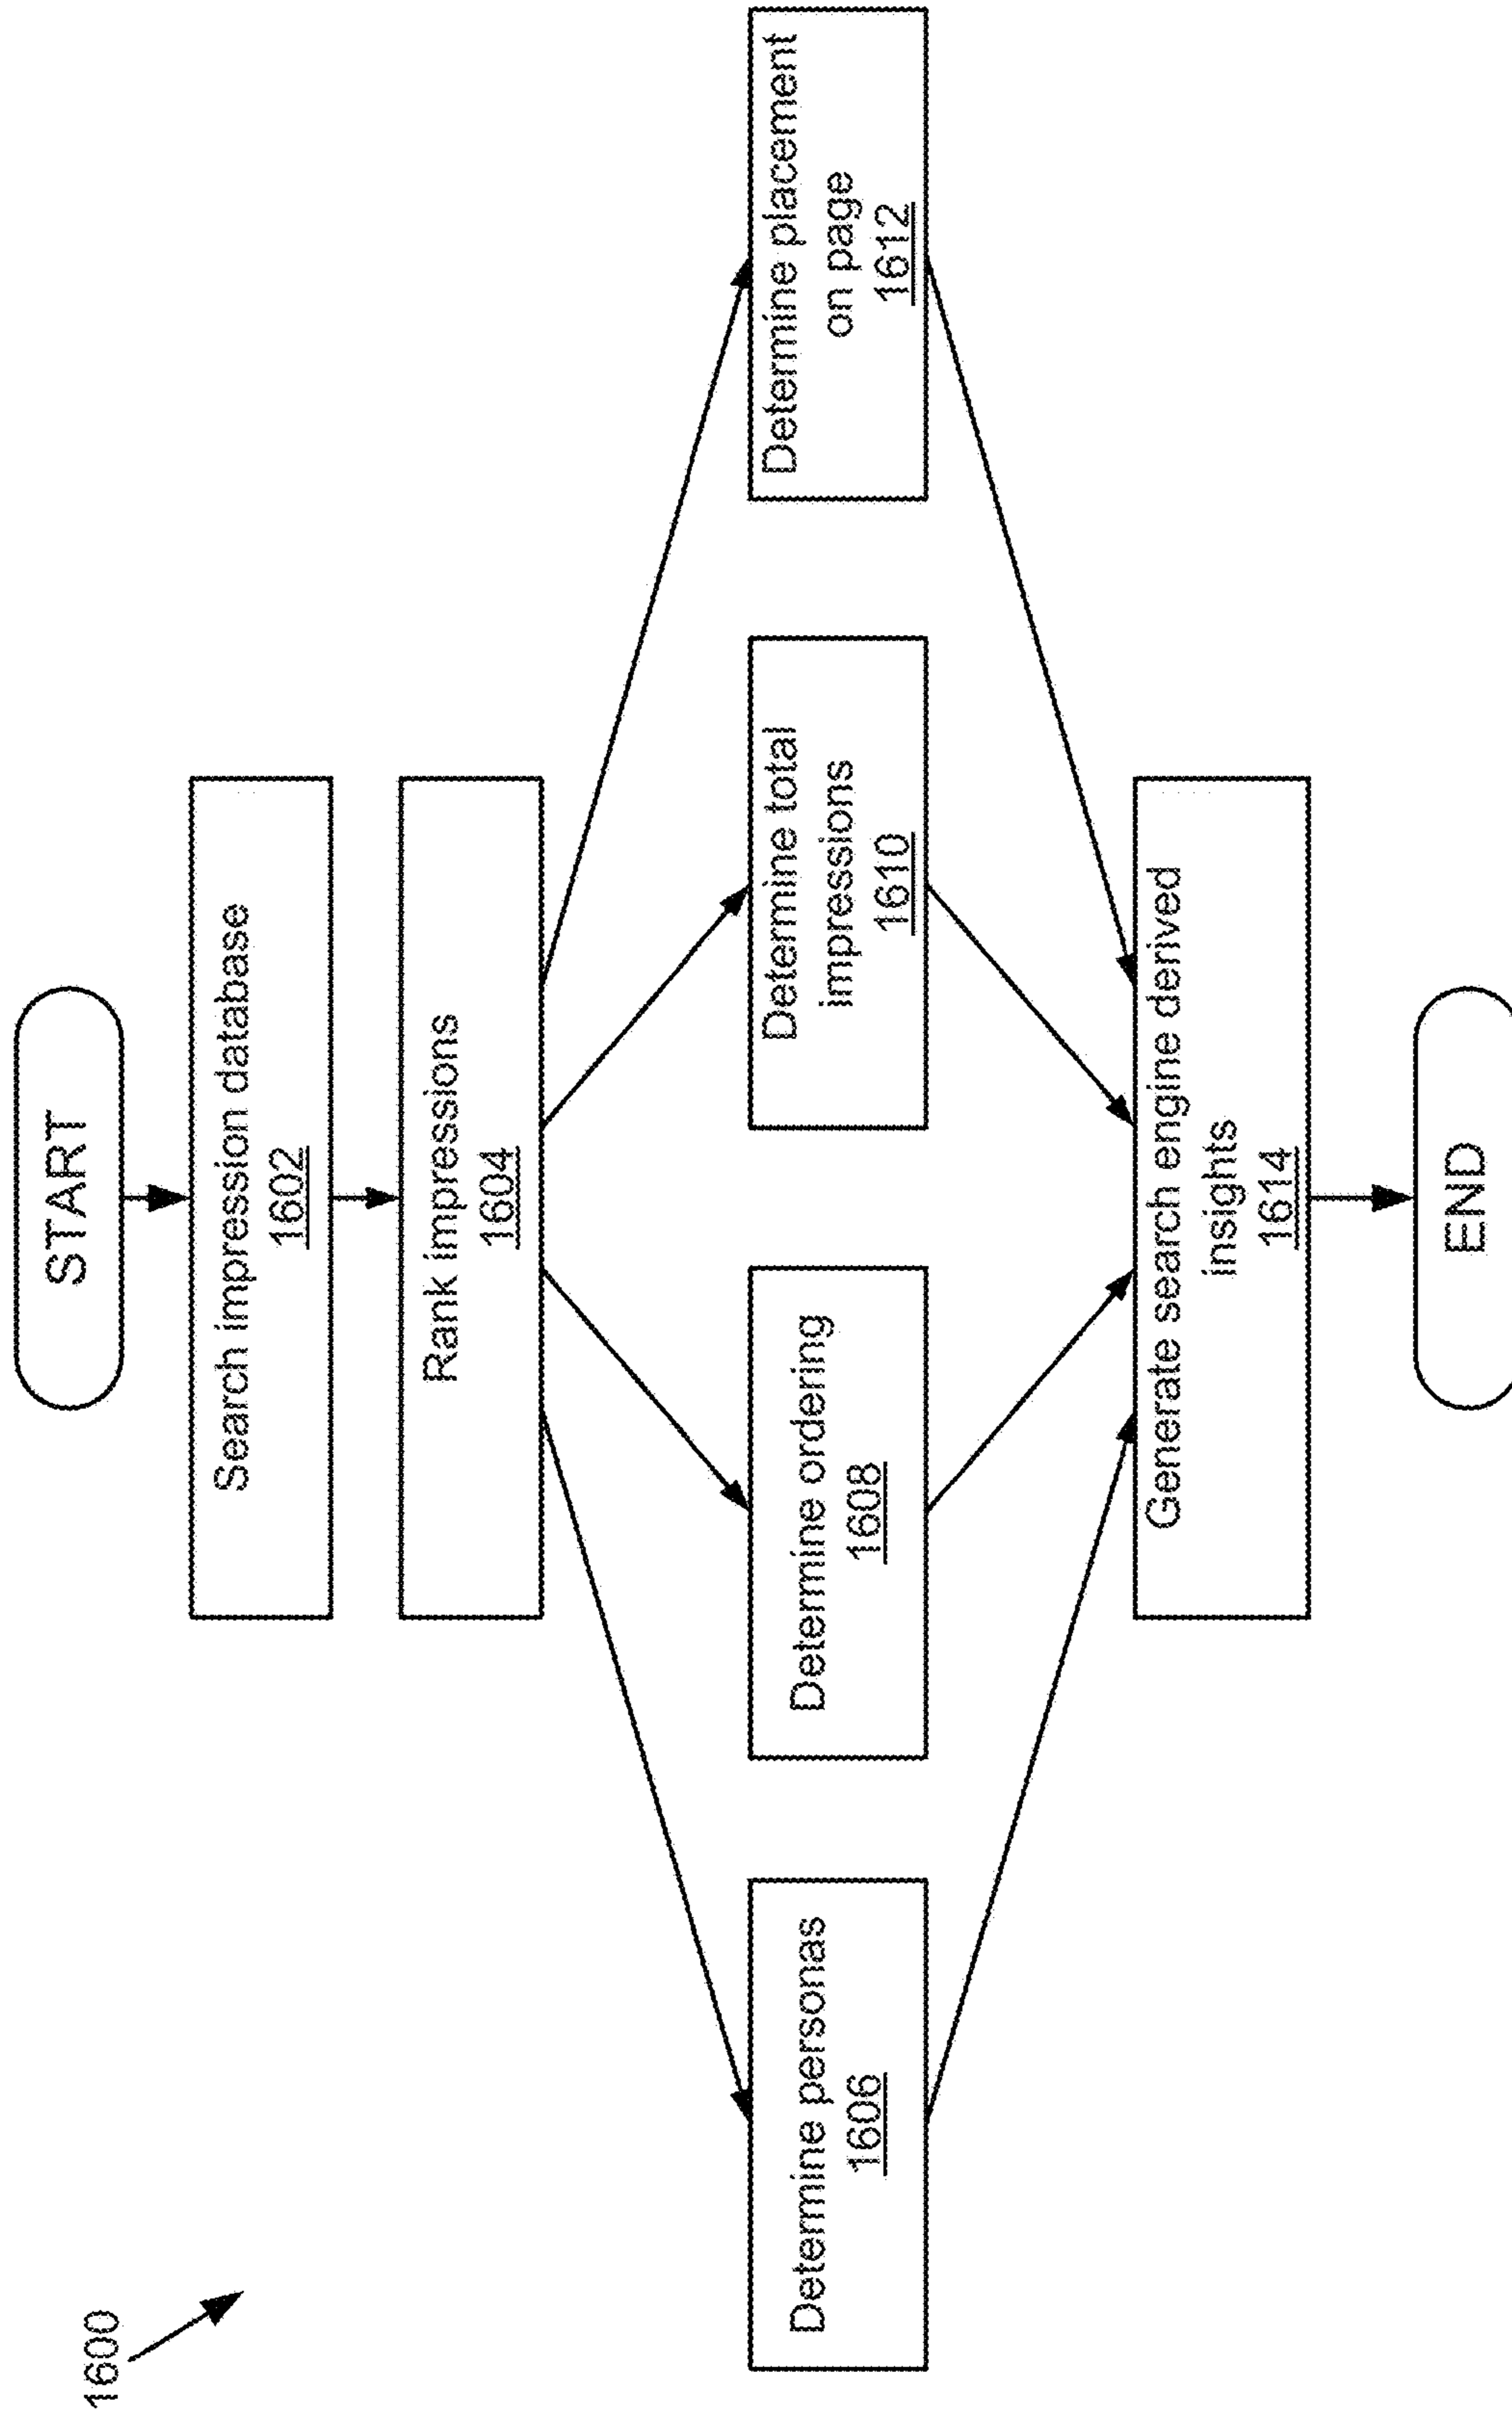 1600
START
Search impression database
1602
Rank impressions
1604
Determine personas
1606
Determine ordering
1608
Determine total
impressions
1610
Determine placement
on page
1612
Generate search engine derived
insights
1614
END